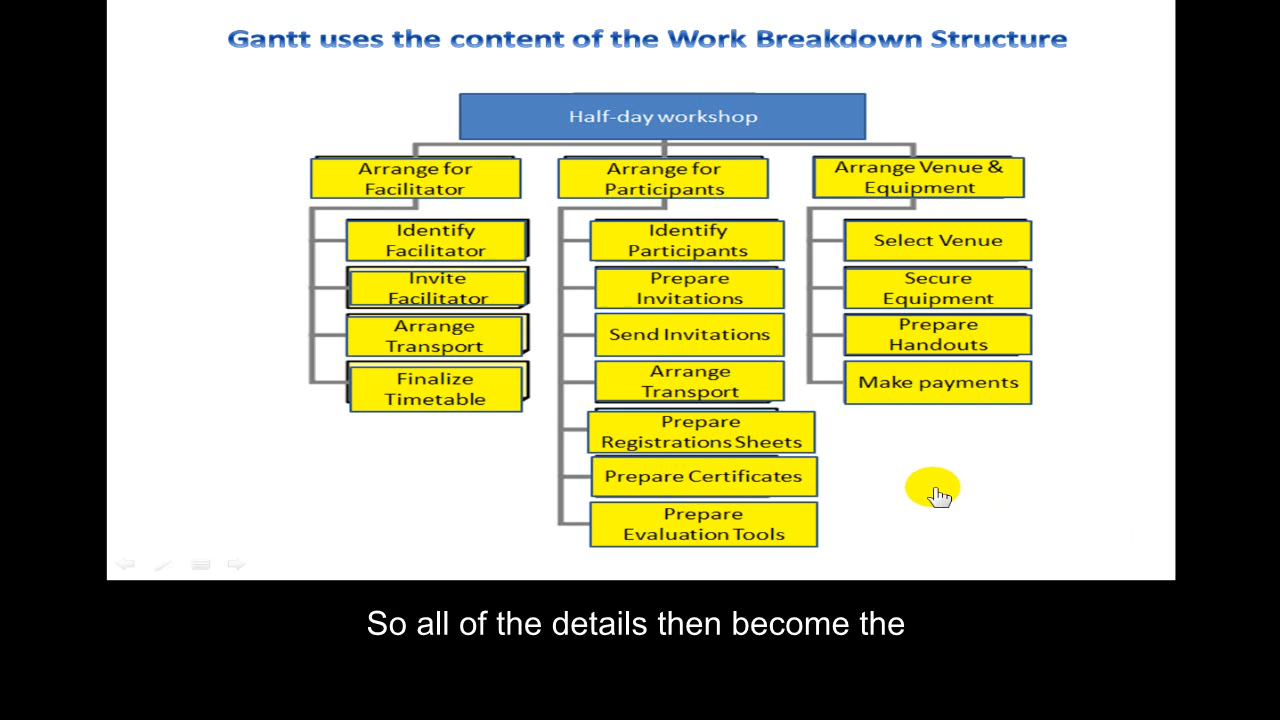 Gantt uses the content of the Work Breakdown Structure
Half-day workshop
Arrange for
Facilitator
Identify
Facilitator
Invite
Facilitator
Arrange
Transport
Finalize
Timetable
Arrange for
Participants
Identify
Participants
Prepare
Invitations
Send Invitations
Arrange
Transport
Prepare
Registrations Sheets
Prepare Certificates
Prepare
Evaluation Tools
Arrange Venue &
Equipment
Select Venue
Secure
Equipment
Prepare
Handouts
Make payments
So all of the details then become the